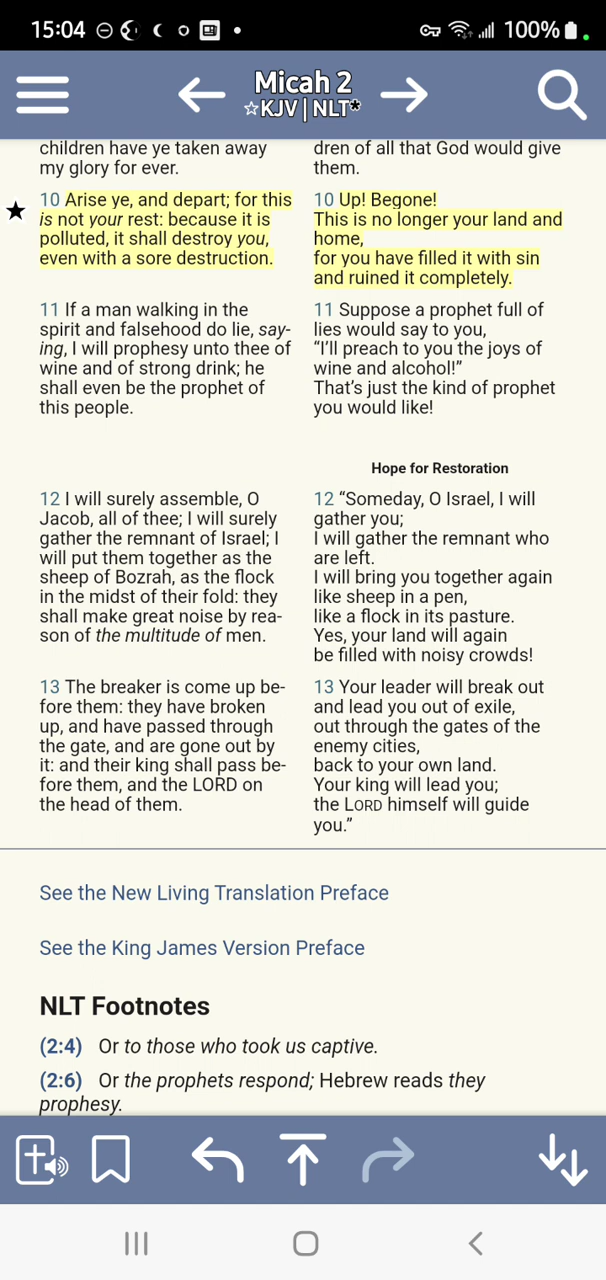 15:04
100%
Micah 2
☆KJV | NLT*
children have ye taken away
my glory for ever.
10 Arise ye, and depart; for this
is not your rest: because it is
polluted, it shall destroy you,
even with a sore destruction.
11 If a man walking in the
spirit and falsehood do lie, say-
ing, I will prophesy unto thee of
wine and of strong drink; he
shall even be the prophet of
this people.
12 I will surely assemble, O
Jacob, all of thee; I will surely
gather the remnant of Israel; I
will put them together as the
sheep of Bozrah, as the flock
in the midst of their fold: they
shall make great noise by rea-
son of the multitude of men.
13 The breaker is come up be-
fore them: they have broken
up, and have passed through
the gate, and are gone out by
it: and their king shall pass be-
fore them, and the LORD on
the head of them.
dren of all that God would give
them.
10 Up! Begone!
This is no longer your land and
home,
for you have filled it with sin
and ruined it completely.
11 Suppose a prophet full of
lies would say to you,
“I’ll preach to you the joys of
wine and alcohol!”
That’s just the kind of prophet
you would like!
Hope for Restoration
12 “Someday, O Israel, I will
gather you;
I will gather the remnant who
are left.
I will bring you together again
like sheep in a pen,
like a flock in its pasture.
Yes, your land will again
be filled with noisy crowds!
13 Your leader will break out
and lead you out of exile,
out through the gates of the
enemy cities,
back to your own land.
Your king will lead you;
the LORD himself will guide
you.”
See the New Living Translation Preface
See the King James Version Preface
NLT Footnotes
(2:4) Or to those who took us captive.
(2:6) Or the prophets respond; Hebrew reads they
prophesy.